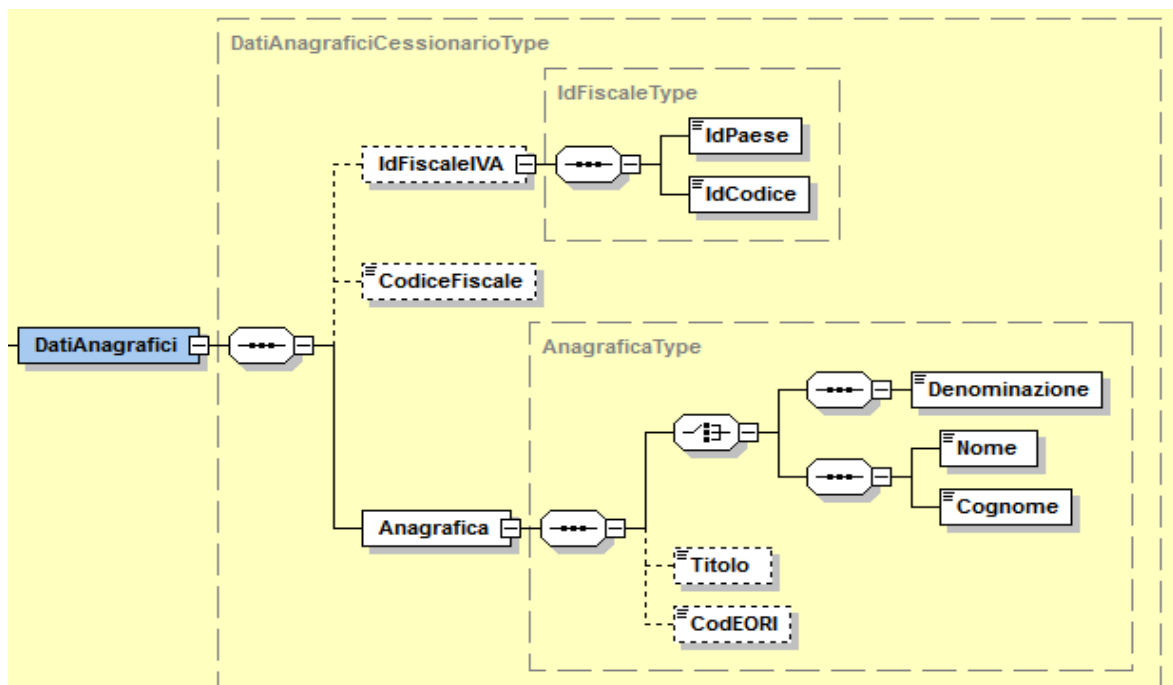 DatiAnagraficiCessionarioType
IdFiscaleType
IdPaese
IdFiscaleIVA
IdCodice
CodiceFiscale
DatiAnagrafici
AnagraficaType
Denominazione
Nome
Cognome
Anagrafica
Titolo
CodEORI